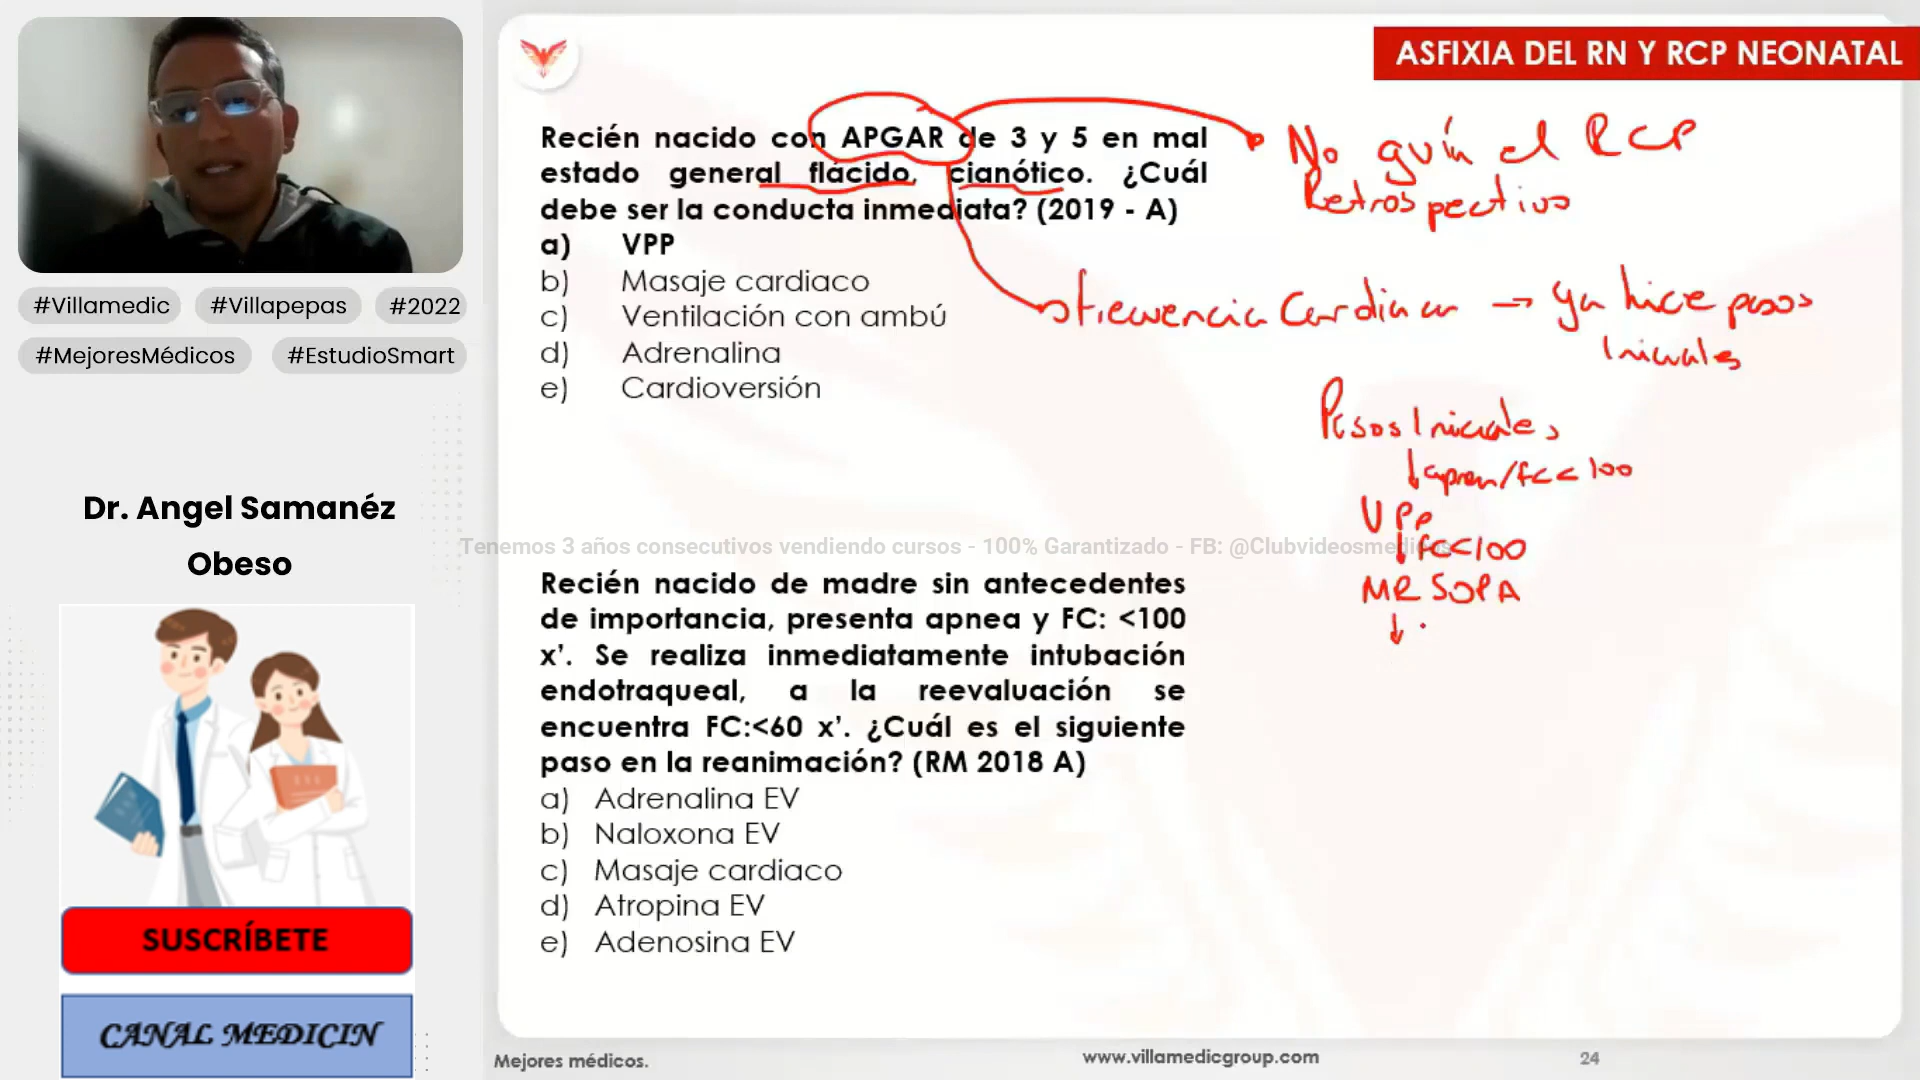 ASFIXIA DEL RN Y RCP NEONATAL
Recién nacido con APGAR de 3 y 5 en mal
estado general flácido, cianótico. ¿Cuál
debe ser la conducta inmediata? (2019 - A)
a) VPP
b) Masaje cardiaco
c) Ventilación con ambú
d) Adrenalina
e) Cardioversión
No guía el RCP
Retrospectivo
Frecuencia Cardiaca → ya hice pasos
Iniciales
Pasos Iniciales
↓ apnea/FC<100
VPP
↓ FC<100
MR SOPA
↓
#Villamedic #Villapepas #2022
#MejoresMédicos #EstudioSmart
Dr. Angel Samanéz
Obeso
Tenemos 3 años consecutivos vendiendo cursos - 100% Garantizado - FB: @Clubvideosmedicos
Recién nacido de madre sin antecedentes
de importancia, presenta apnea y FC: <100
x’. Se realiza inmediatamente intubación
endotraqueal, a la reevaluación se
encuentra FC:<60 x’. ¿Cuál es el siguiente
paso en la reanimación? (RM 2018 A)
a) Adrenalina EV
b) Naloxona EV
c) Masaje cardiaco
d) Atropina EV
e) Adenosina EV
SUSCRÍBETE
CANAL MEDICIN
Mejores médicos.
www.villamedicgroup.com
24